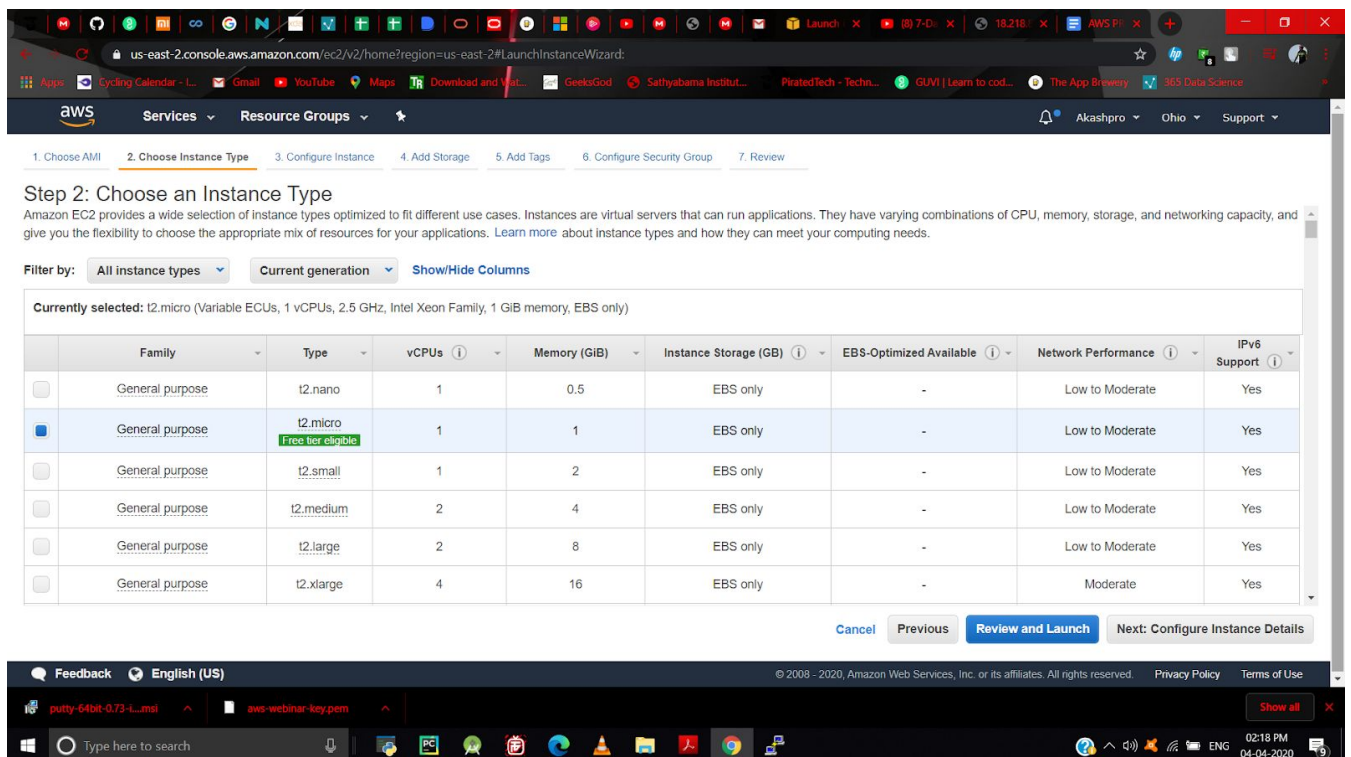 Launch
(8) 7-D
18.218.
AWS P
us-east-2.console.aws.amazon.com/ec2/v2/home?region=us-east-2#LaunchInstanceWizard:
Apps Cycling Calendar - I... Gmail YouTube Maps Download and Wat... GeeksGod Sathyabama Institut... PiratedTech - Techn... GUVI | Learn to cod... The App Brewery 365 Data Science
aws Services Resource Groups Akashpro Ohio Support
1. Choose AMI 2. Choose Instance Type 3. Configure Instance 4. Add Storage 5. Add Tags 6. Configure Security Group 7. Review
Step 2: Choose an Instance Type
Amazon EC2 provides a wide selection of instance types optimized to fit different use cases. Instances are virtual servers that can run applications. They have varying combinations of CPU, memory, storage, and networking capacity, and
give you the flexibility to choose the appropriate mix of resources for your applications. Learn more about instance types and how they can meet your computing needs.
Filter by: All instance types Current generation Show/Hide Columns
Currently selected: t2.micro (Variable ECUs, 1 vCPUs, 2.5 GHz, Intel Xeon Family, 1 GiB memory, EBS only)
Family Type vCPUs Memory (GiB) Instance Storage (GB) EBS-Optimized Available Network Performance IPv6 Support
General purpose t2.nano 1 0.5 EBS only - Low to Moderate Yes
General purpose t2.micro Free tier eligible 1 1 EBS only - Low to Moderate Yes
General purpose t2.small 1 2 EBS only - Low to Moderate Yes
General purpose t2.medium 2 4 EBS only - Low to Moderate Yes
General purpose t2.large 2 8 EBS only - Low to Moderate Yes
General purpose t2.xlarge 4 16 EBS only - Moderate Yes
Cancel Previous Review and Launch Next: Configure Instance Details
Feedback English (US) © 2008 - 2020, Amazon Web Services, Inc. or its affiliates. All rights reserved. Privacy Policy Terms of Use
putty-64bit-0.73-i....msi aws-webinar-key.pem Show all
Type here to search ENG 02:18 PM
04-04-2020